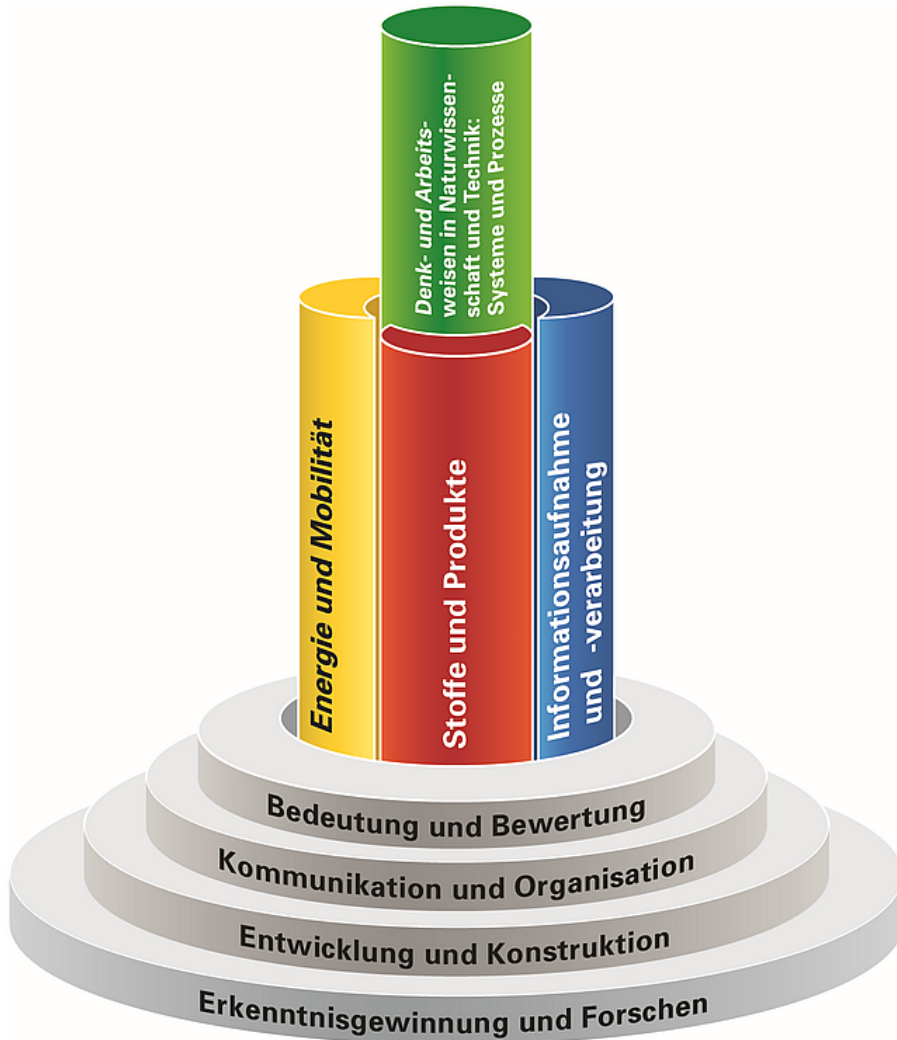 Denk- und Arbeits-
weisen in Naturwissen-
schaft und Technik:
Systeme und Prozesse
Energie und Mobilität
Stoffe und Produkte
Informationsaufnahme
und -verarbeitung
Bedeutung und Bewertung
Kommunikation und Organisation
Entwicklung und Konstruktion
Erkenntnisgewinnung und Forschen